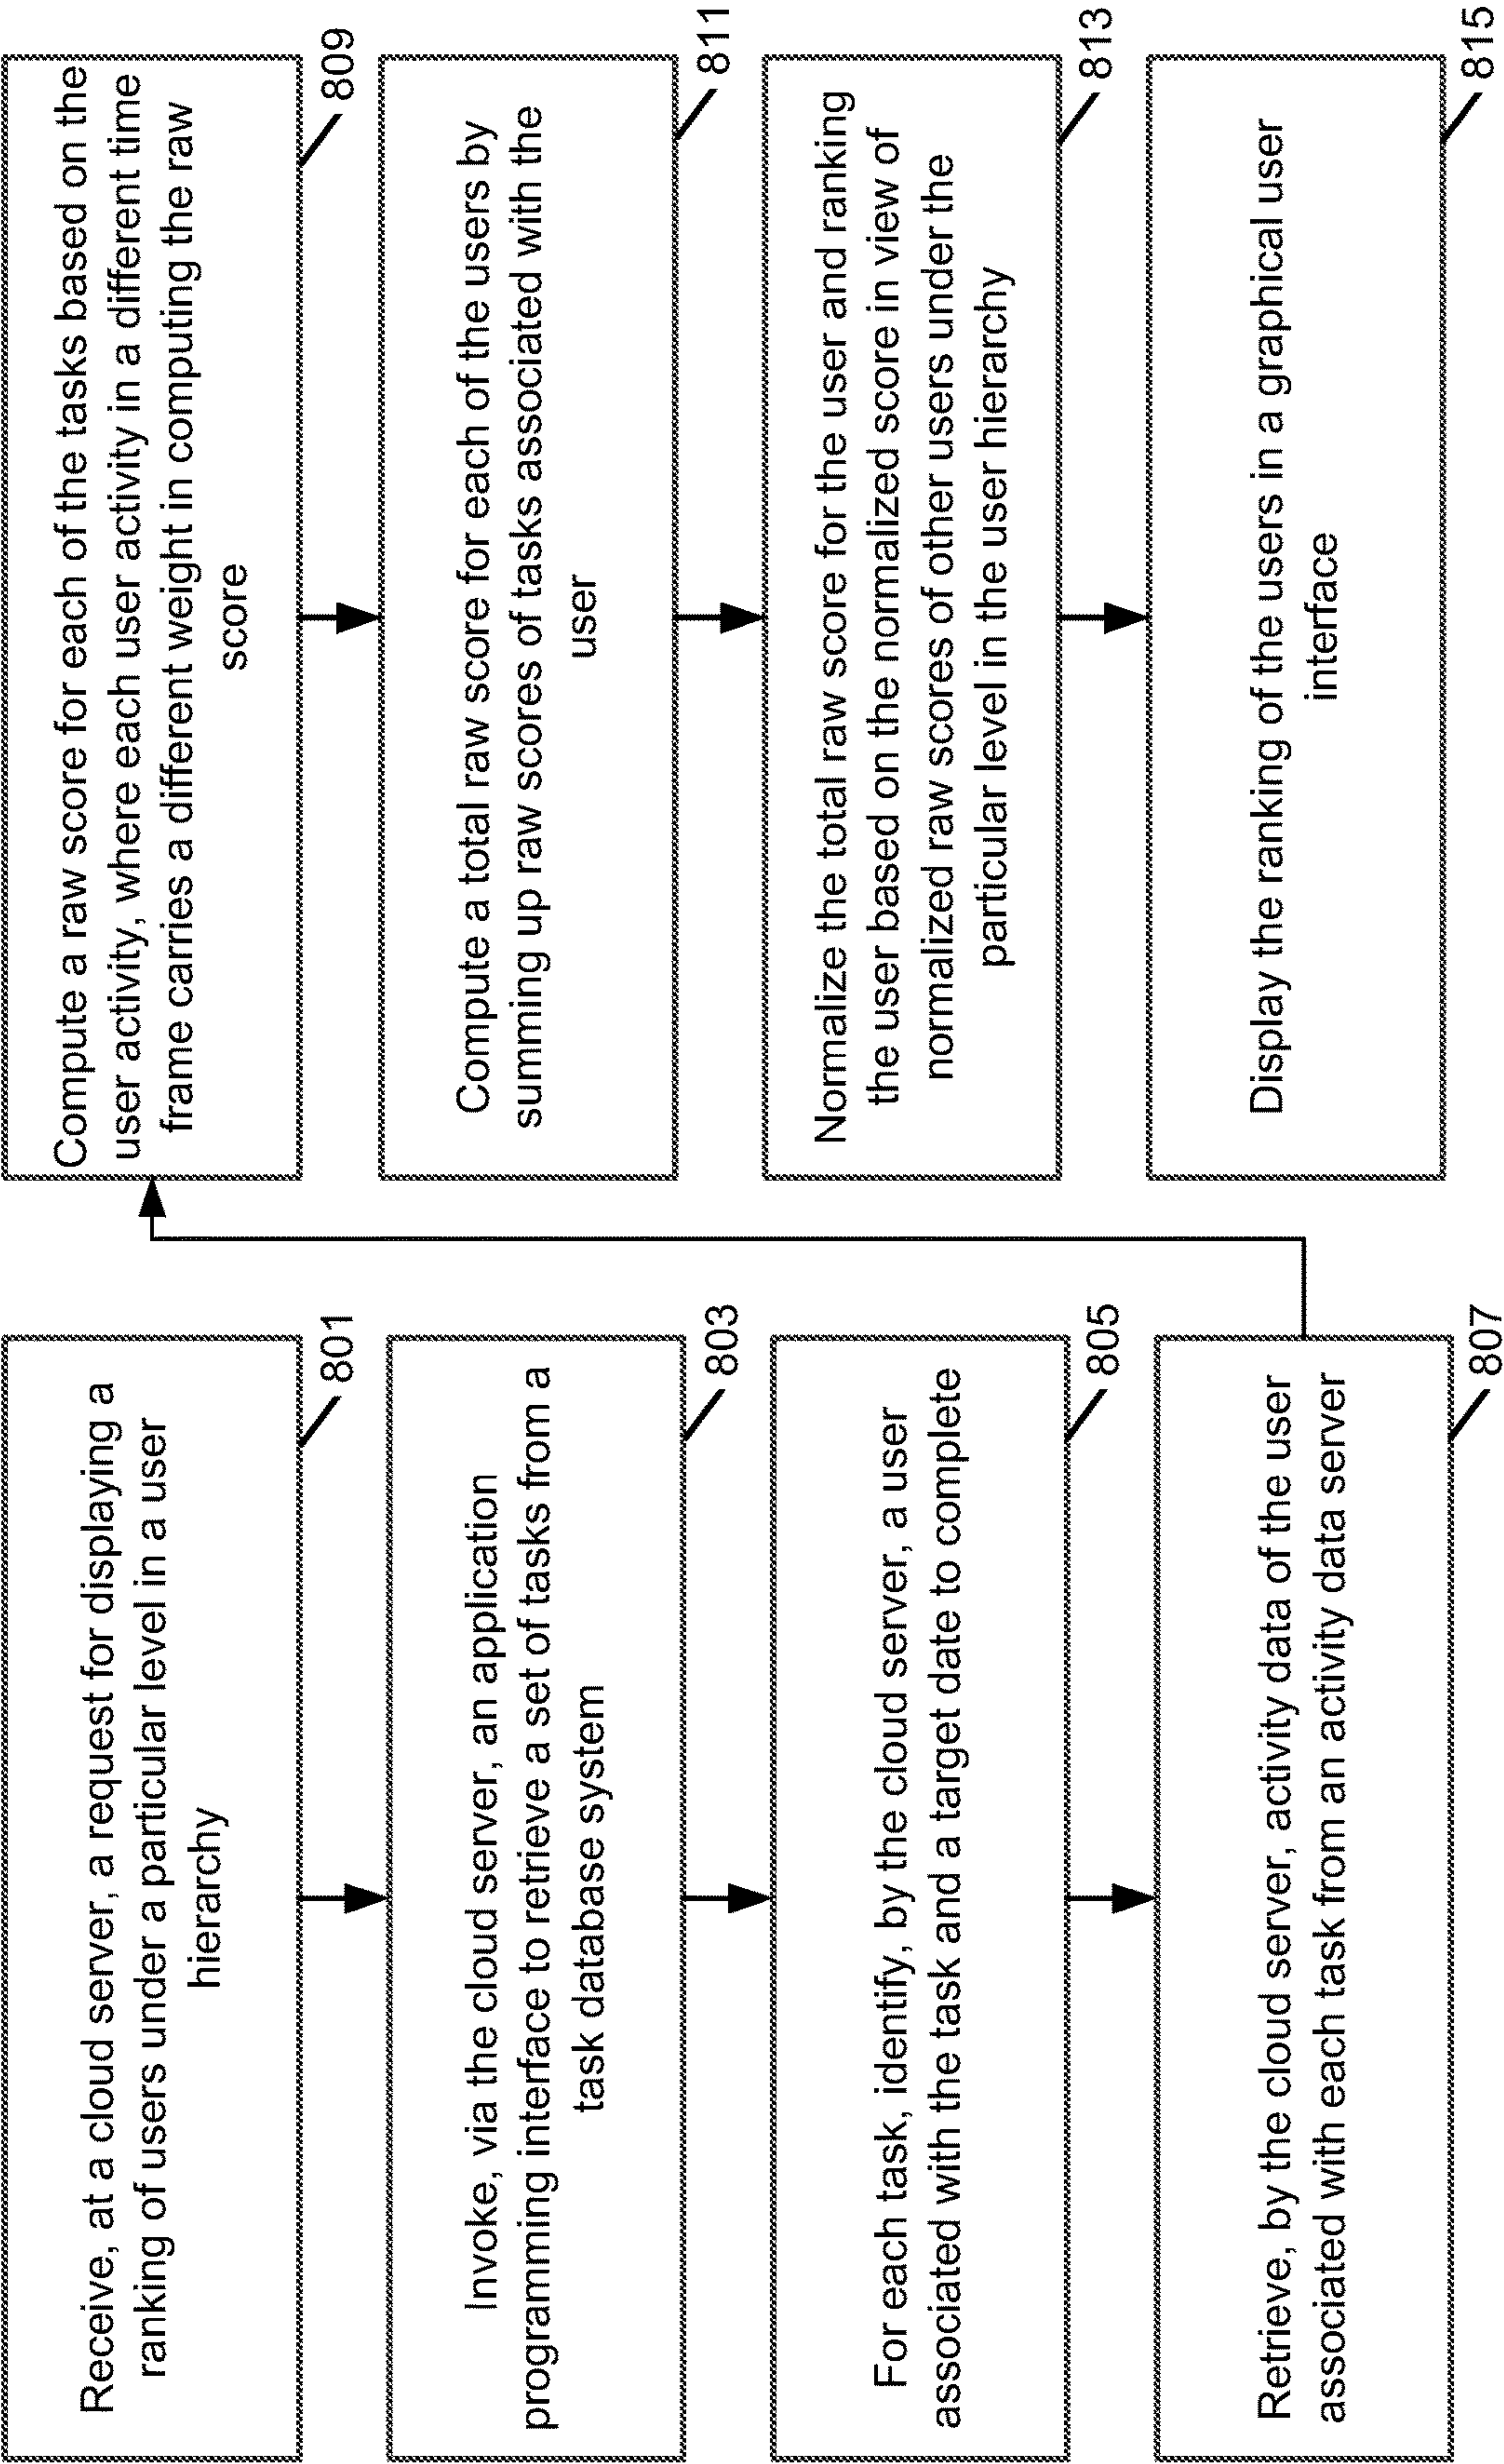 Receive, at a cloud server, a request for displaying a
ranking of users under a particular level in a user
hierarchy
801
Invoke, via the cloud server, an application
programming interface to retrieve a set of tasks from a
task database system
803
For each task, identify, by the cloud server, a user
associated with the task and a target date to complete
805
Retrieve, by the cloud server, activity data of the user
associated with each task from an activity data server
807
Compute a raw score for each of the tasks based on the
user activity, where each user activity in a different time
frame carries a different weight in computing the raw
score
809
Compute a total raw score for each of the users by
summing up raw scores of tasks associated with the
user
811
Normalize the total raw score for the user and ranking
the user based on the normalized score in view of
normalized raw scores of other users under the
particular level in the user hierarchy
813
Display the ranking of the users in a graphical user
interface
815